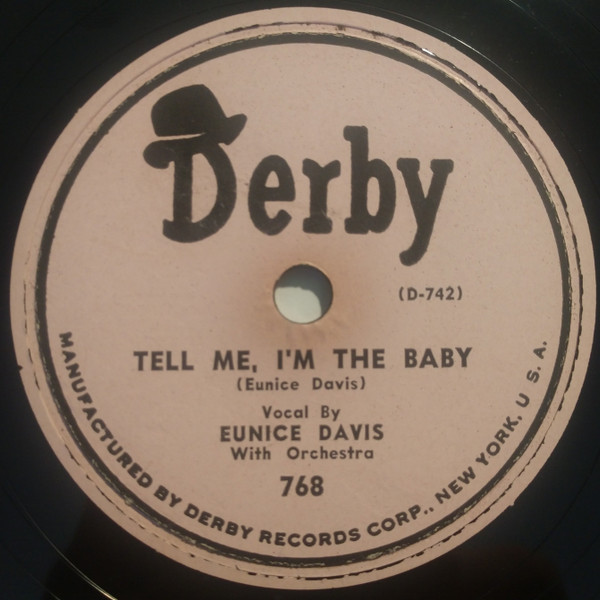 Derby
(D-742)
TELL ME, I'M THE BABY
(Eunice Davis)
Vocal By
EUNICE DAVIS
With Orchestra
768
MANUFACTURED BY DERBY RECORDS CORP., NEW YORK, U. S. A.